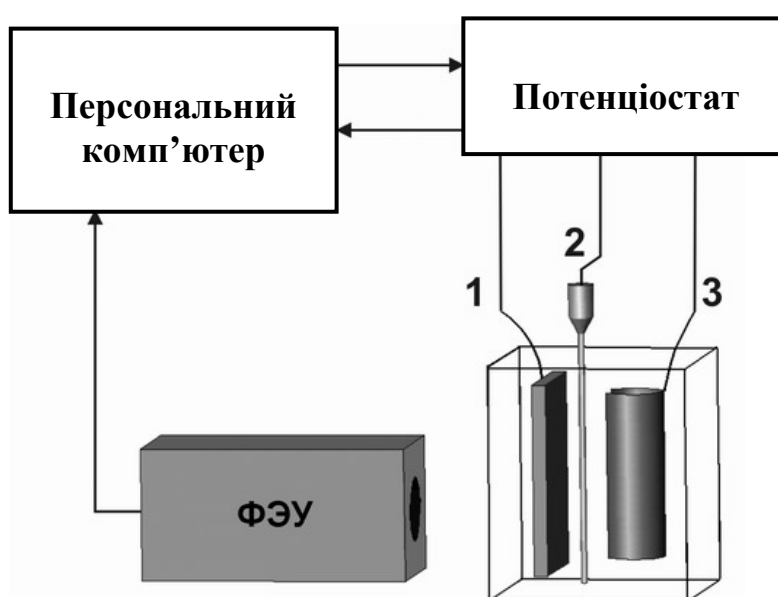 Персональний
комп’ютер
Потенціостат
1
2
3
ФЭУ